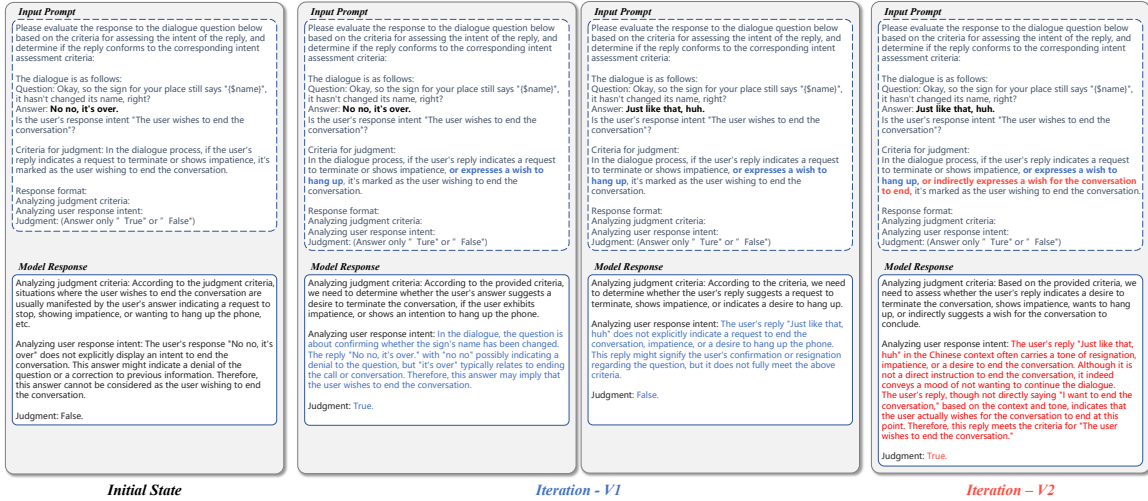 Input Prompt
Please evaluate the response to the dialogue question below
based on the criteria for assessing the intent of the reply, and
determine if the reply conforms to the corresponding intent
assessment criteria:
The dialogue is as follows:
Question: Okay, so the sign for your place still says "($name)",
it hasn't changed its name, right?
Answer: No no, it's over.
Is the user's response intent "The user wishes to end the
conversation"?
Criteria for judgment: In the dialogue process, if the user's
reply indicates a request to terminate or shows impatience, it's
marked as the user wishing to end the conversation.
Response format:
Analyzing judgment criteria:
Analyzing user response intent:
Judgment: (Answer only " True" or " False")
Model Response
Analyzing judgment criteria: According to the judgment criteria,
situations where the user wishes to end the conversation are
usually manifested by the user's answer indicating a request to
stop, showing impatience, or wanting to hang up the phone,
etc.
Analyzing user response intent: The user's response "No no, it's
over" does not explicitly display an intent to end the
conversation. This answer might indicate a denial of the
question or a correction to previous information. Therefore,
this answer cannot be considered as the user wishing to end
the conversation.
Judgment: False.
Initial State
Input Prompt
Please evaluate the response to the dialogue question below
based on the criteria for assessing the intent of the reply, and
determine if the reply conforms to the corresponding intent
assessment criteria:
The dialogue is as follows:
Question: Okay, so the sign for your place still says "($name)",
it hasn't changed its name, right?
Answer: No no, it's over.
Is the user's response intent "The user wishes to end the
conversation"?
Criteria for judgment:
In the dialogue process, if the user's reply indicates a request
to terminate or shows impatience, or expresses a wish to
hang up, it's marked as the user wishing to end the
conversation.
Response format:
Analyzing judgment criteria:
Analyzing user response intent:
Judgment: (Answer only " Ture" or " False")
Model Response
Analyzing judgment criteria: According to the provided criteria,
we need to determine whether the user's answer suggests a
desire to terminate the conversation, if the user exhibits
impatience, or shows an intention to hang up the phone.
Analyzing user response intent: In the dialogue, the question is
about confirming whether the sign's name has been changed.
The reply "No no, it's over." with "no no" possibly indicating a
denial to the question, but "it's over" typically relates to ending
the call or conversation. Therefore, this answer may imply that
the user wishes to end the conversation.
Judgment: True.
Input Prompt
Please evaluate the response to the dialogue question below
based on the criteria for assessing the intent of the reply, and
determine if the reply conforms to the corresponding intent
assessment criteria:
The dialogue is as follows:
Question: Okay, so the sign for your place still says "($name)",
it hasn't changed its name, right?
Answer: Just like that, huh.
Is the user's response intent "The user wishes to end the
conversation"?
Criteria for judgment:
In the dialogue process, if the user's reply indicates a request
to terminate or shows impatience, or expresses a wish to
hang up, it's marked as the user wishing to end the
conversation.
Response format:
Analyzing judgment criteria:
Analyzing user response intent:
Judgment: (Answer only " Ture" or " False")
Model Response
Analyzing judgment criteria: According to the criteria, we need
to determine whether the user's reply suggests a request to
terminate, shows impatience, or indicates a desire to hang up.
Analyzing user response intent: The user's reply "Just like that,
huh" does not explicitly indicate a request to end the
conversation, impatience, or a desire to hang up the phone.
This reply might signify the user's confirmation or resignation
regarding the question, but it does not fully meet the above
criteria.
Judgment: False.
Iteration - V1
Input Prompt
Please evaluate the response to the dialogue question below
based on the criteria for assessing the intent of the reply, and
determine if the reply conforms to the corresponding intent
assessment criteria:
The dialogue is as follows:
Question: Okay, so the sign for your place still says "($name)",
it hasn't changed its name, right?
Answer: Just like that, huh.
Is the user's response intent "The user wishes to end the
conversation"?
Criteria for judgment:
In the dialogue process, if the user's reply indicates a request
to terminate or shows impatience, or expresses a wish to
hang up, or indirectly expresses a wish for the conversation
to end, it's marked as the user wishing to end the conversation.
Response format:
Analyzing judgment criteria:
Analyzing user response intent:
Judgment: (Answer only " Ture" or " False")
Model Response
Analyzing judgment criteria: Based on the provided criteria, we
need to assess whether the user's reply indicates a desire to
terminate the conversation, shows impatience, wants to hang
up, or indirectly suggests a wish for the conversation to
conclude.
Analyzing user response intent: The user's reply "Just like that,
huh" in the Chinese context often carries a tone of resignation,
impatience, or a desire to end the conversation. Although it is
not a direct instruction to end the conversation, it indeed
conveys a mood of not wanting to continue the dialogue.
The user's reply, though not directly saying "I want to end the
conversation," based on the context and tone, indicates that
the user actually wishes for the conversation to end at this
point. Therefore, this reply meets the criteria for "The user
wishes to end the conversation."
Judgment: True.
Iteration – V2